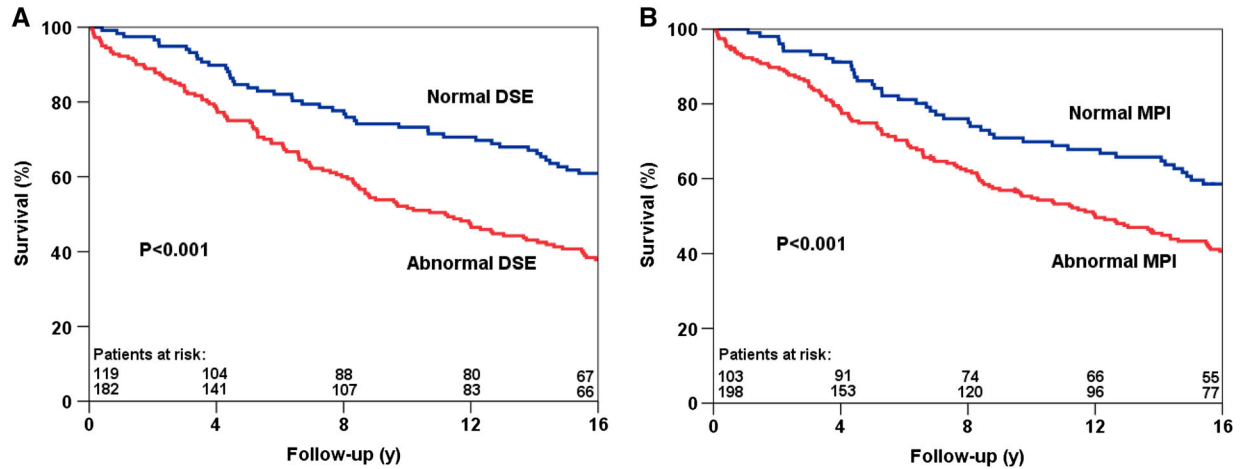 A
Survival (%)
100
80
60
40
20
0
Normal DSE
P<0.001
Abnormal DSE
Patients at risk:
119 104 88 80 67
182 141 107 83 66
0 4 8 12 16
Follow-up (y)
B
Survival (%)
100
80
60
40
20
0
Normal MPI
P<0.001
Abnormal MPI
Patients at risk:
103 91 74 66 55
198 153 120 96 77
0 4 8 12 16
Follow-up (y)